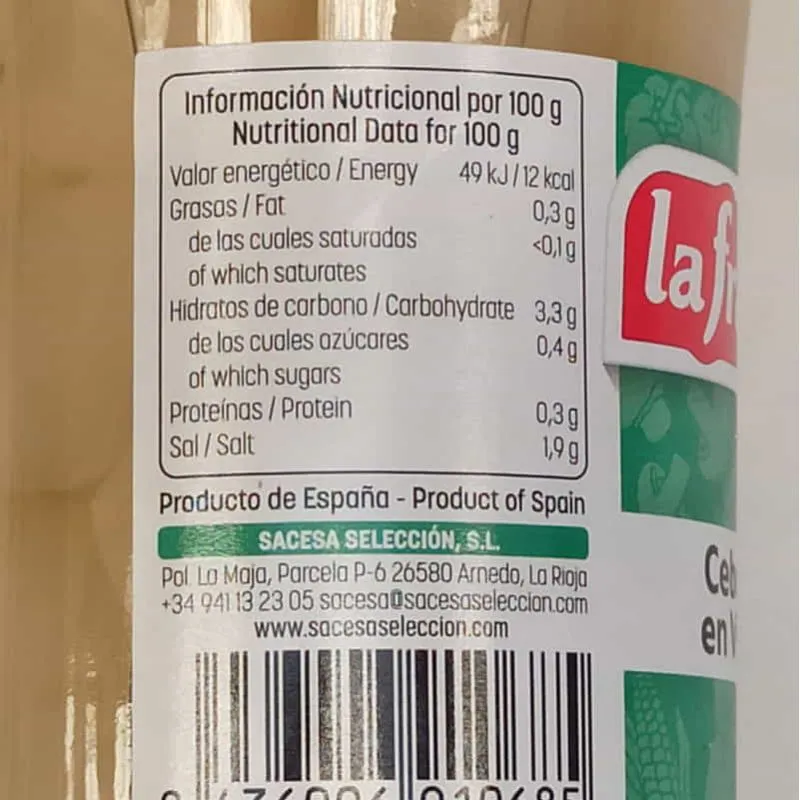 Información Nutricional por 100 g
Nutritional Data for 100 g
Valor energético / Energy 49 kJ / 12 kcal
Grasas / Fat 0,3 g
de las cuales saturadas <0,1 g
of which saturates
Hidratos de carbono / Carbohydrate 3,3 g
de los cuales azúcares 0,4 g
of which sugars
Proteínas / Protein 0,3 g
Sal / Salt 1,9 g
Producto de España - Product of Spain
SACESA SELECCIÓN, S.L.
Pol. La Maja, Parcela P-6 26580 Arnedo, La Rioja
+34 941 13 23 05 sacesa@sacesaseleccion.com
www.sacesaseleccion.com
la
en